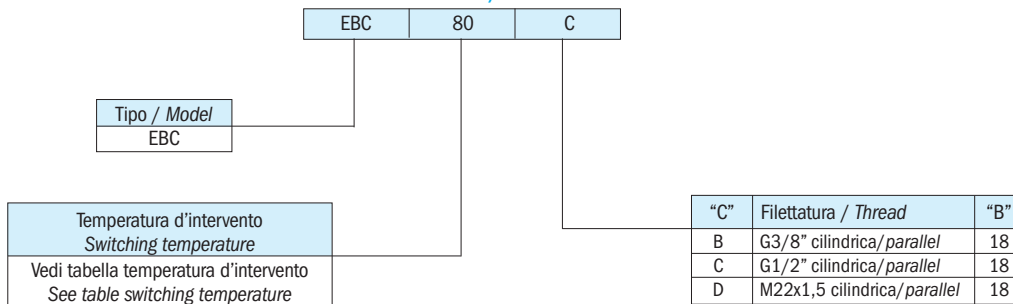 EBC 80 C
Tipo / Model
EBC
Temperatura d’intervento
Switching temperature
Vedi tabella temperatura d’intervento
See table switching temperature
“C” Filettatura / Thread “B”
B G3/8” cilindrica/parallel 18
C G1/2” cilindrica/parallel 18
D M22x1,5 cilindrica/parallel 18